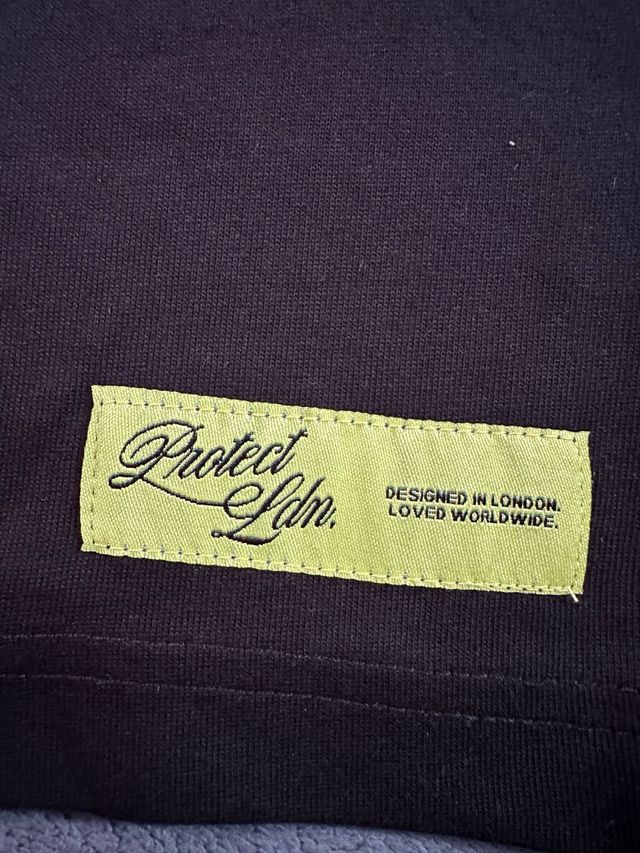 Protect
Ldn.
DESIGNED IN LONDON.
LOVED WORLDWIDE.